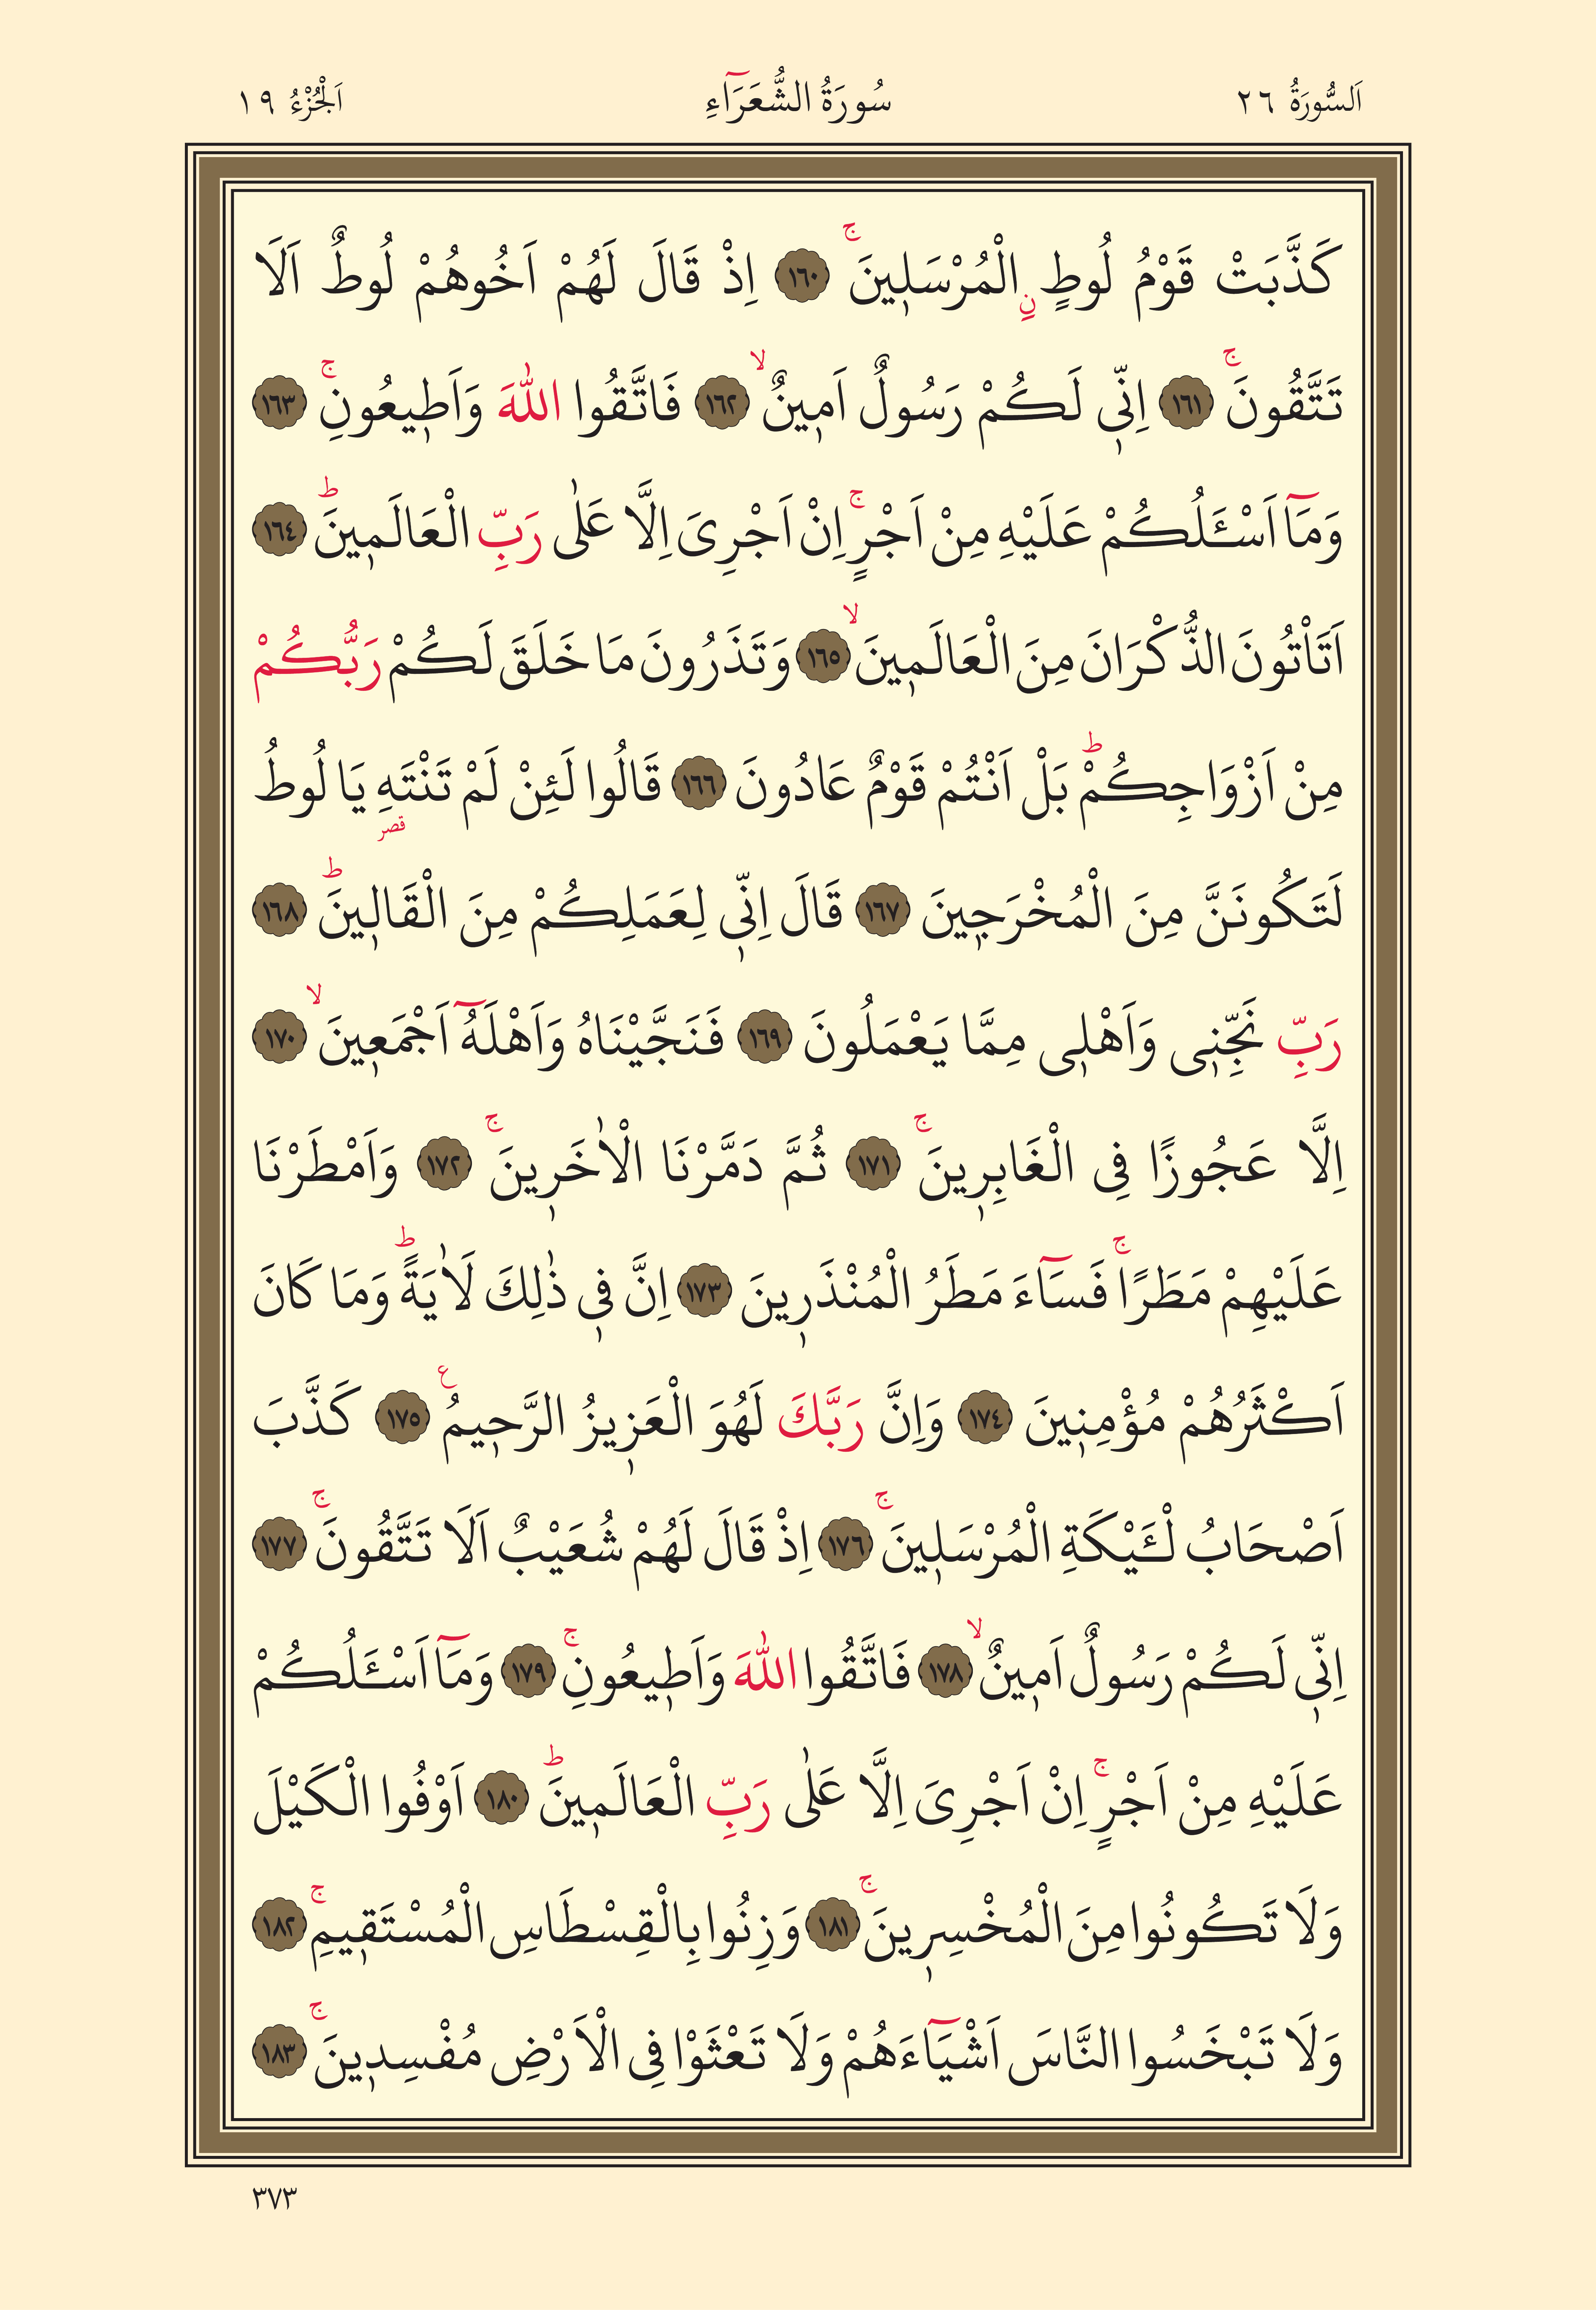 اَلسُّورَةُ ٢٦ سُورَةُ الشُّعَرَٓاءِ اَلْجُزْءُ ١٩
كَذَّبَتْ قَوْمُ لُوطٍنِ الْمُرْسَل۪ينَۚ ١٦٠ اِذْ قَالَ لَهُمْ اَخُوهُمْ لُوطٌ اَلَا
تَتَّقُونَۚ ١٦١ اِنّ۪ي لَكُمْ رَسُولٌ اَم۪ينٌۙ ١٦٢ فَاتَّقُوا اللّٰهَ وَاَط۪يعُونِۚ ١٦٣
وَمَٓا اَسْـَٔلُكُمْ عَلَيْهِ مِنْ اَجْرٍۚ اِنْ اَجْرِيَ اِلَّا عَلٰى رَبِّ الْعَالَم۪ينَۜ ١٦٤
اَتَأْتُونَ الذُّكْرَانَ مِنَ الْعَالَم۪ينَۙ ١٦٥ وَتَذَرُونَ مَا خَلَقَ لَكُمْ رَبُّكُمْ
مِنْ اَزْوَاجِكُمْۜ بَلْ اَنْتُمْ قَوْمٌ عَادُونَ ١٦٦ قَالُوا لَئِنْ لَمْ تَنْتَهِ يَا لُوطُ
قصر
لَتَكُونَنَّ مِنَ الْمُخْرَج۪ينَ ١٦٧ قَالَ اِنّ۪ي لِعَمَلِكُمْ مِنَ الْقَال۪ينَۜ ١٦٨
رَبِّ نَجِّن۪ي وَاَهْل۪ي مِمَّا يَعْمَلُونَ ١٦٩ فَنَجَّيْنَاهُ وَاَهْلَهُٓ اَجْمَع۪ينَۙ ١٧٠
اِلَّا عَجُوزًا فِي الْغَابِر۪ينَۚ ١٧١ ثُمَّ دَمَّرْنَا الْاٰخَر۪ينَۚ ١٧٢ وَاَمْطَرْنَا
عَلَيْهِمْ مَطَرًاۚ فَسَٓاءَ مَطَرُ الْمُنْذَر۪ينَ ١٧٣ اِنَّ ف۪ي ذٰلِكَ لَاٰيَةًۜ وَمَا كَانَ
اَكْثَرُهُمْ مُؤْمِن۪ينَ ١٧٤ وَاِنَّ رَبَّكَ لَهُوَ الْعَز۪يزُ الرَّح۪يمُ ع ١٧٥ كَذَّبَ
اَصْحَابُ لْـَٔيْكَةِ الْمُرْسَل۪ينَۚ ١٧٦ اِذْ قَالَ لَهُمْ شُعَيْبٌ اَلَا تَتَّقُونَۚ ١٧٧
اِنّ۪ي لَكُمْ رَسُولٌ اَم۪ينٌۙ ١٧٨ فَاتَّقُوا اللّٰهَ وَاَط۪يعُونِۚ ١٧٩ وَمَٓا اَسْـَٔلُكُمْ
عَلَيْهِ مِنْ اَجْرٍۚ اِنْ اَجْرِيَ اِلَّا عَلٰى رَبِّ الْعَالَم۪ينَۜ ١٨٠ اَوْفُوا الْكَيْلَ
وَلَا تَكُونُوا مِنَ الْمُخْسِر۪ينَۚ ١٨١ وَزِنُوا بِالْقِسْطَاسِ الْمُسْتَق۪يمِۚ ١٨٢
وَلَا تَبْخَسُوا النَّاسَ اَشْيَٓاءَهُمْ وَلَا تَعْثَوْا فِي الْاَرْضِ مُفْسِد۪ينَۚ ١٨٣
٣٧٣